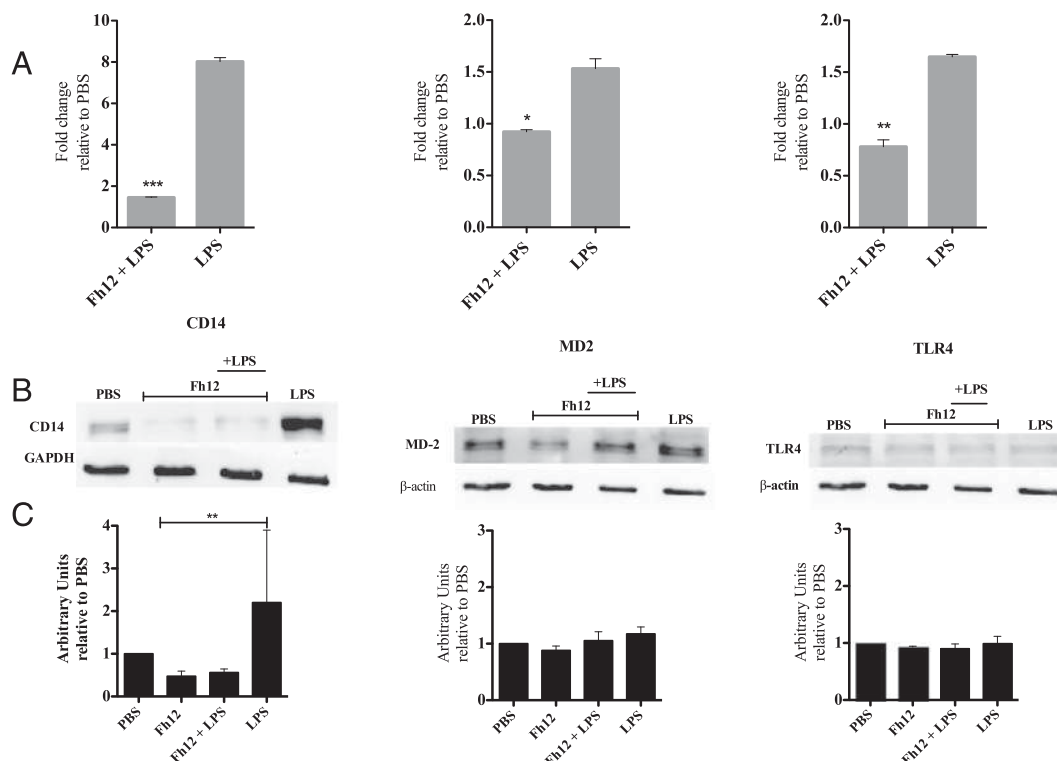 A
Fold change
relative to PBS
10
8
6
4
2
0
***
Fh12 + LPS
LPS
CD14
Fold change
relative to PBS
2.0
1.5
1.0
0.5
0.0
*
Fh12 + LPS
LPS
MD2
Fold change
relative to PBS
2.0
1.5
1.0
0.5
0.0
**
Fh12 + LPS
LPS
TLR4
B
+LPS
PBS
Fh12
LPS
CD14
GAPDH
+LPS
PBS
Fh12
LPS
MD-2
β-actin
+LPS
PBS
Fh12
LPS
TLR4
β-actin
C
Arbitrary Units
relative to PBS
4
3
2
1
0
**
PBS
Fh12
Fh12 + LPS
LPS
Arbitrary Units
relative to PBS
3
2
1
0
PBS
Fh12
Fh12 + LPS
LPS
Arbitrary Units
relative to PBS
3
2
1
0
PBS
Fh12
Fh12 + LPS
LPS